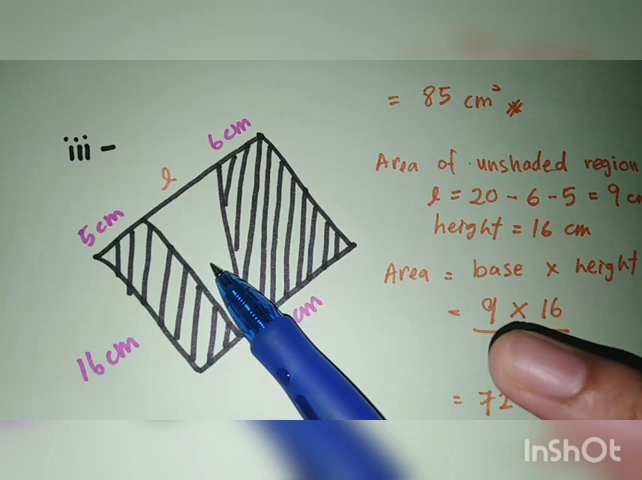 = 85 cm²
iii -
6cm
Area of unshaded region
l
l = 20 - 6 - 5 = 9 c
5cm
height = 16 cm
Area = base x height
= 9 x 16
cm
16cm
= 72
InShOt